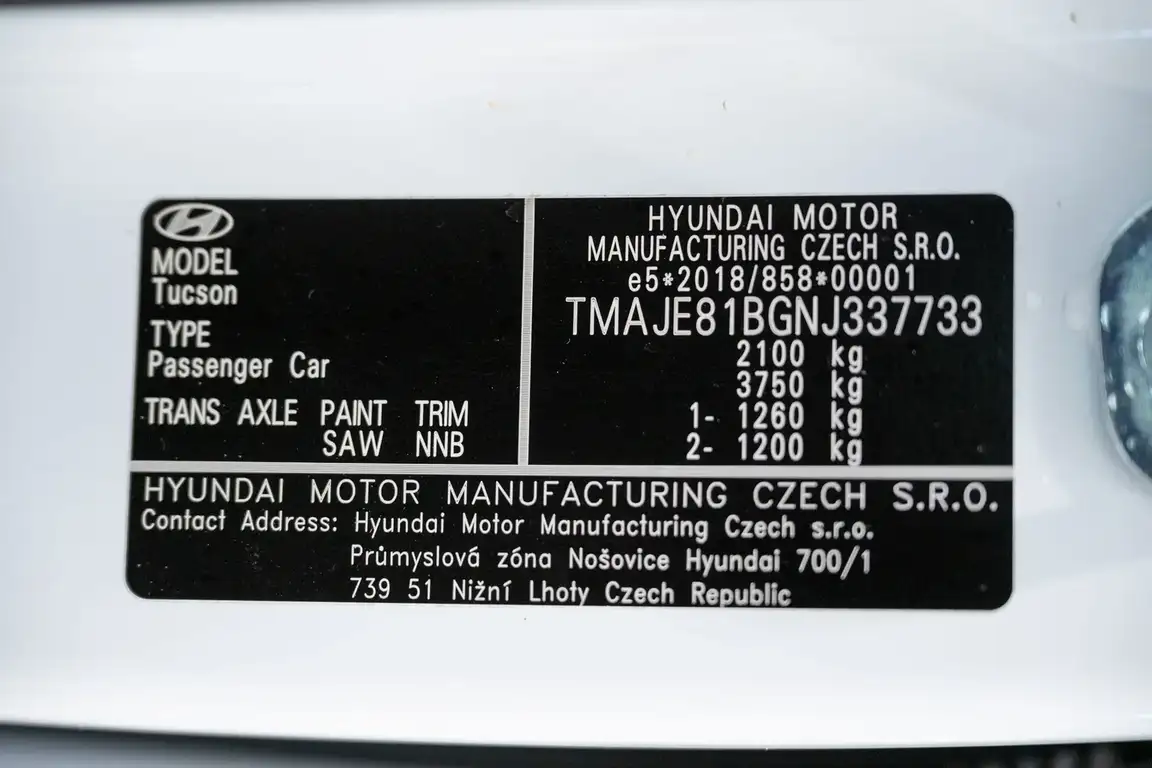 MODEL
Tucson
TYPE
Passenger Car
TRANS AXLE PAINT TRIM
SAW NNB
HYUNDAI MOTOR
MANUFACTURING CZECH S.R.O.
e5*2018/858*00001
TMAJE81BGNJ337733
2100 kg
3750 kg
1- 1260 kg
2- 1200 kg
HYUNDAI MOTOR MANUFACTURING CZECH S.R.O.
Contact Address: Hyundai Motor Manufacturing Czech s.r.o.
Průmyslová zóna Nošovice Hyundai 700/1
739 51 Nižní Lhoty Czech Republic